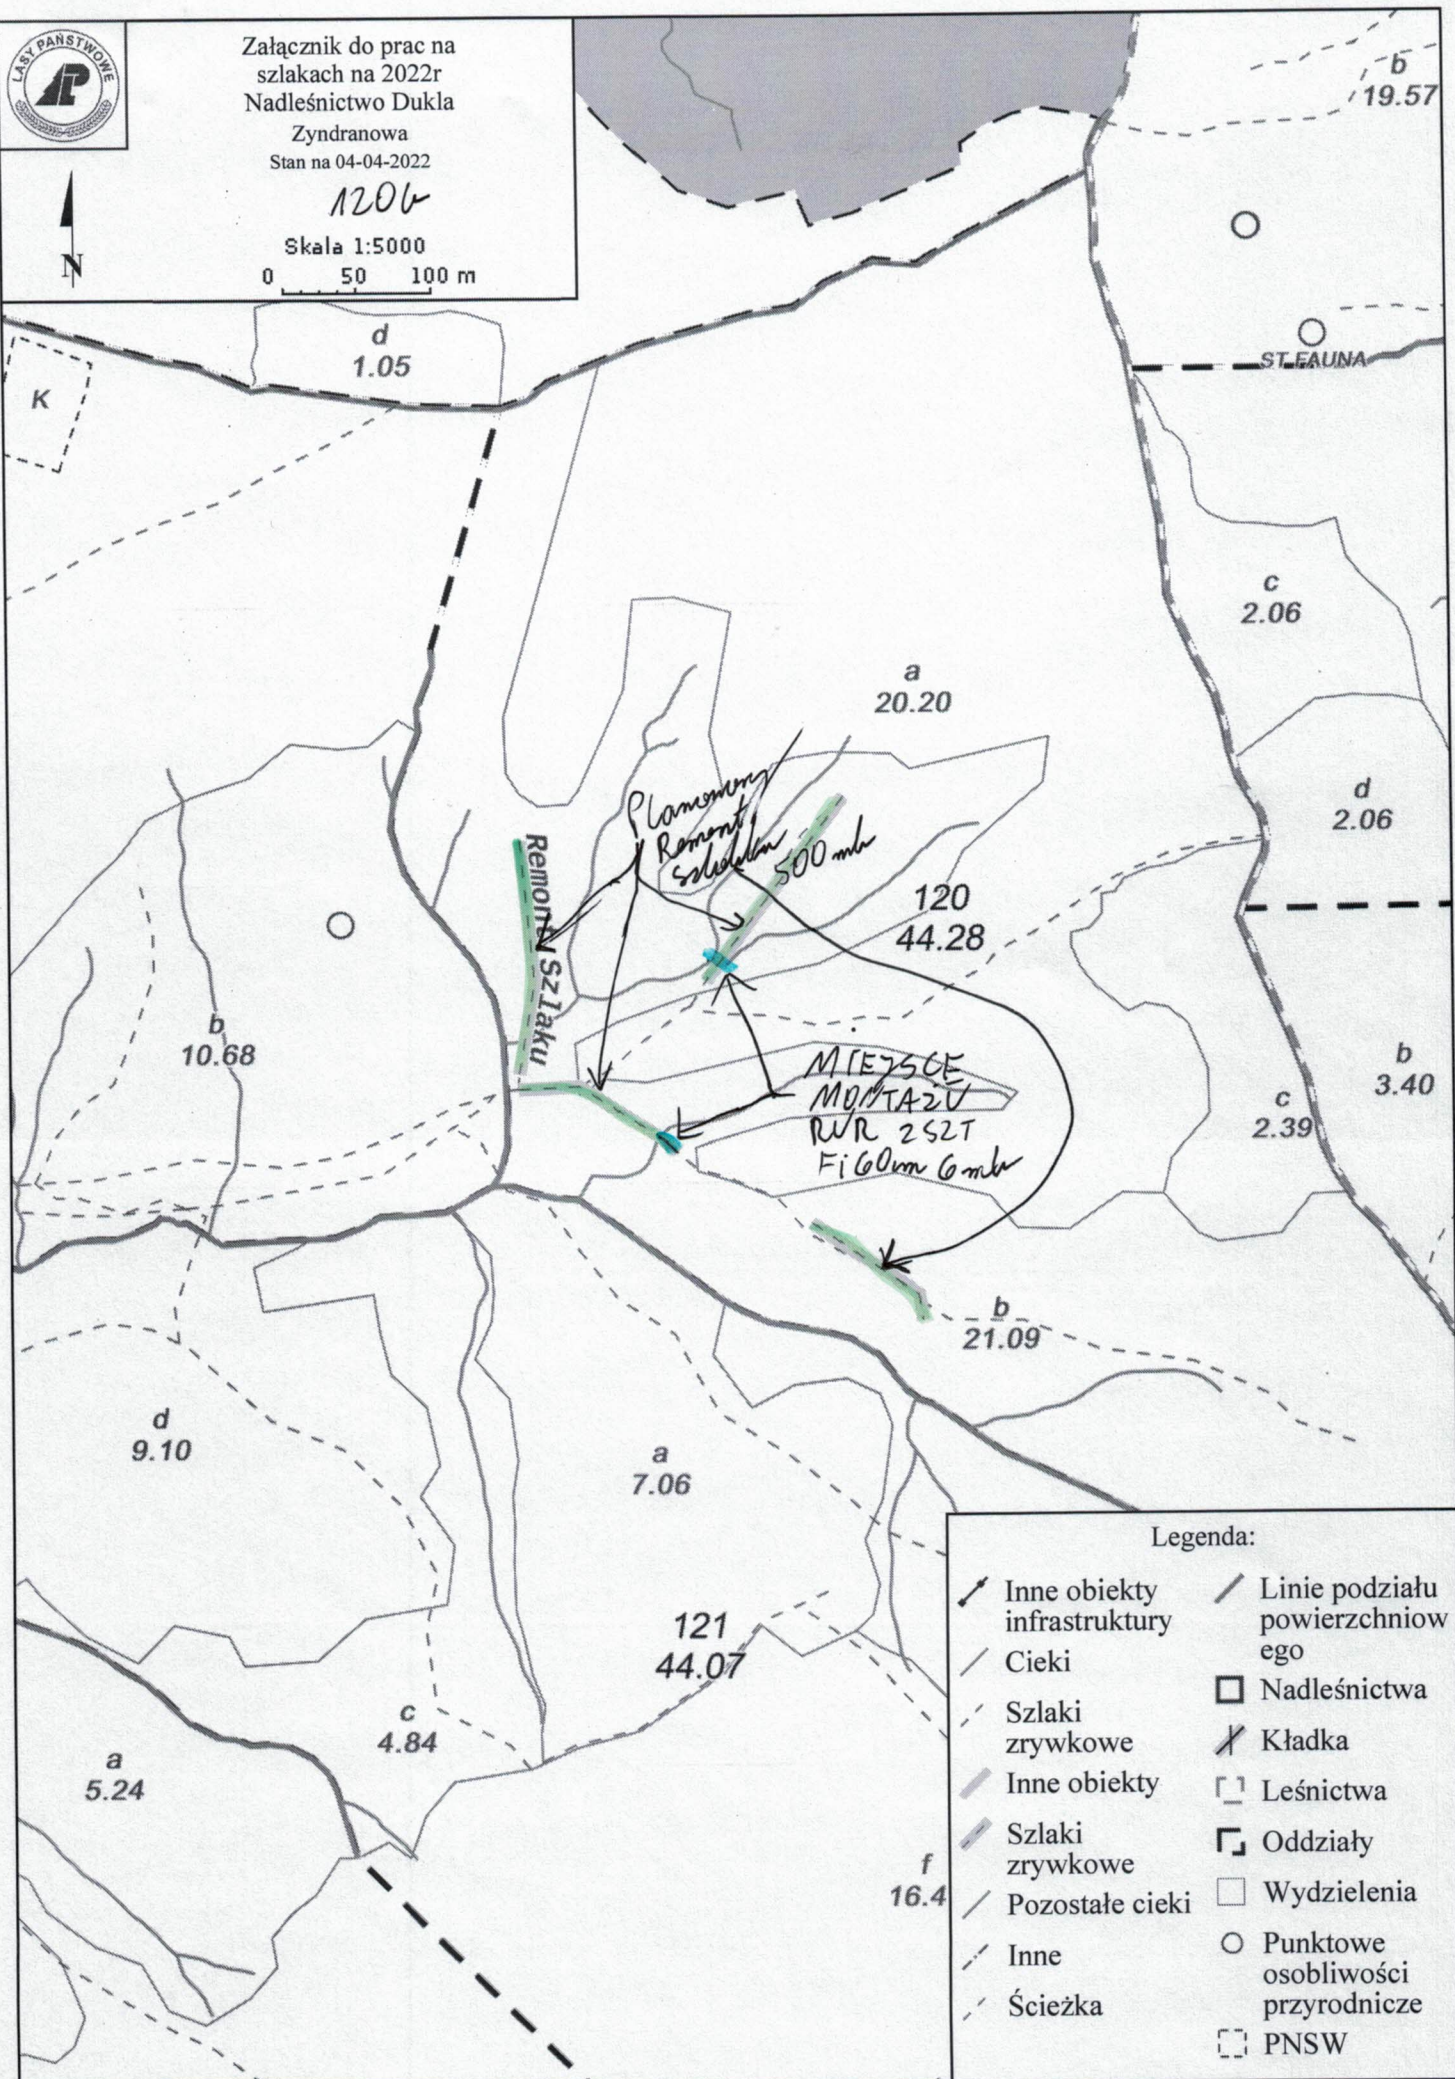 LASY PAŃSTWOWE
Załącznik do prac na
szlakach na 2022r
Nadleśnictwo Dukla
Zyndranowa
Stan na 04-04-2022
120b
Skala 1:5000
0 50 100 m
N
b
19.57
d
1.05
K
ST FAUNA
c
2.06
a
20.20
d
2.06
Planowany
Remont
szlaków
500 mb
Remont Szlaku
120
44.28
b
10.68
b
3.40
c
2.39
MIEJSCE
MONTAŻU
RUR 2SZT
Fi 60cm 6mb
b
21.09
d
9.10
a
7.06
121
44.07
c
4.84
a
5.24
f
16.4
Legenda:
Inne obiekty
infrastruktury
Cieki
Szlaki
zrywkowe
Inne obiekty
Szlaki
zrywkowe
Pozostałe cieki
Inne
Ścieżka
Linie podziału
powierzchniow
ego
Nadleśnictwa
Kładka
Leśnictwa
Oddziały
Wydzielenia
Punktowe
osobliwości
przyrodnicze
PNSW